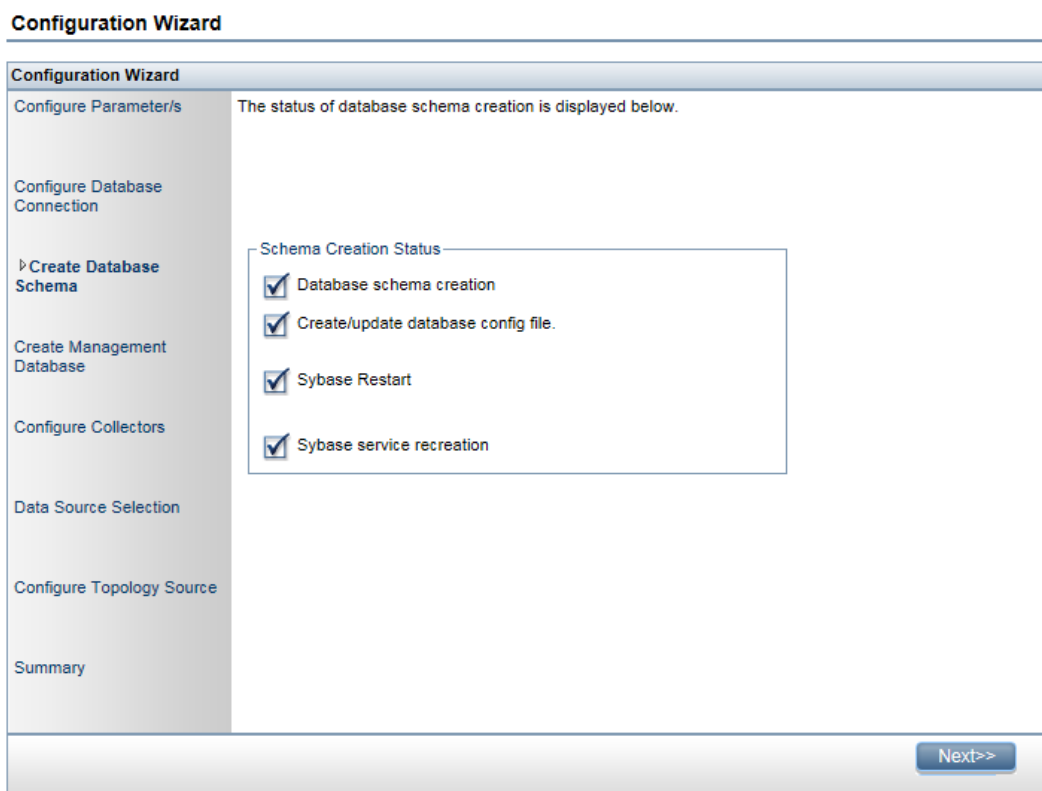 Configuration Wizard
Configuration Wizard
Configure Parameter/s
The status of database schema creation is displayed below.
Configure Database
Connection
Create Database
Schema
Create Management
Database
Configure Collectors
Data Source Selection
Configure Topology Source
Summary
Schema Creation Status
Database schema creation
Create/update database config file.
Sybase Restart
Sybase service recreation
Next>>